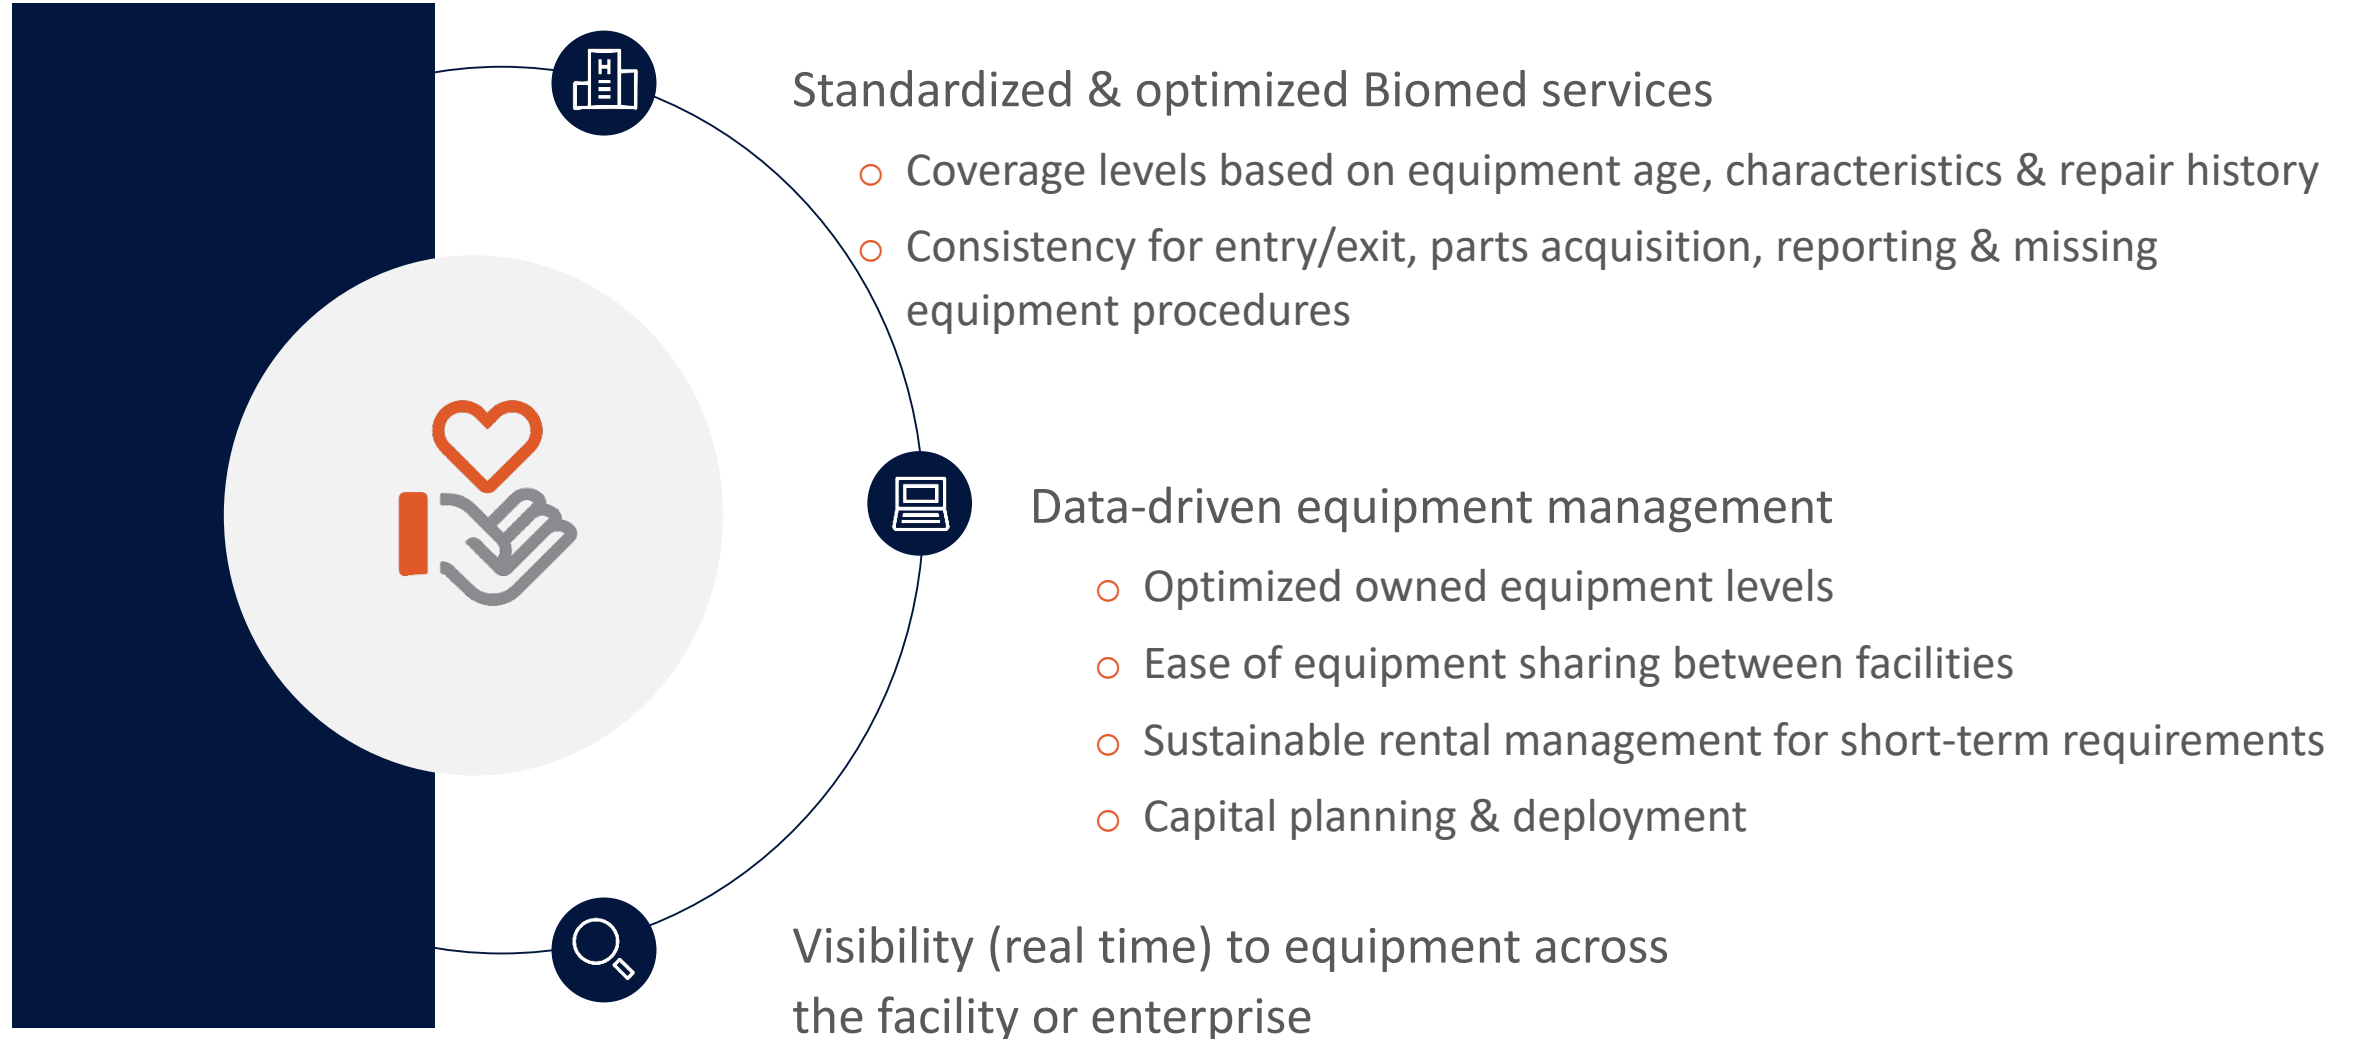 Standardized & optimized Biomed services
o Coverage levels based on equipment age, characteristics & repair history
o Consistency for entry/exit, parts acquisition, reporting & missing
equipment procedures
Data-driven equipment management
o Optimized owned equipment levels
o Ease of equipment sharing between facilities
o Sustainable rental management for short-term requirements
o Capital planning & deployment
Visibility (real time) to equipment across
the facility or enterprise